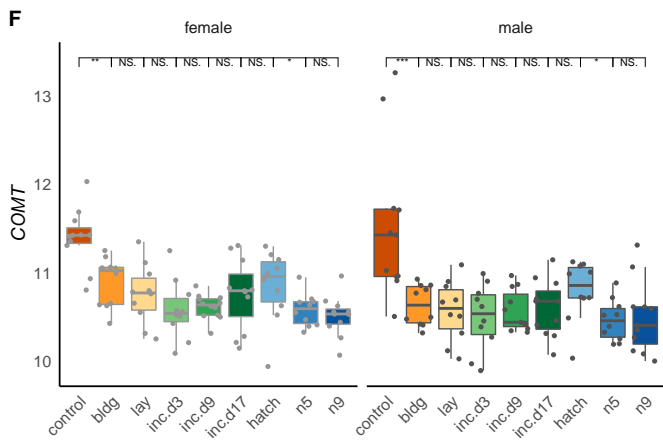 F
female
male
** NS. NS. NS. NS. NS. * NS.
*** NS. NS. NS. NS. NS. * NS.
COMT
13
12
11
10
control bldg lay inc.d3 inc.d9 inc.d17 hatch n5 n9
control bldg lay inc.d3 inc.d9 inc.d17 hatch n5 n9